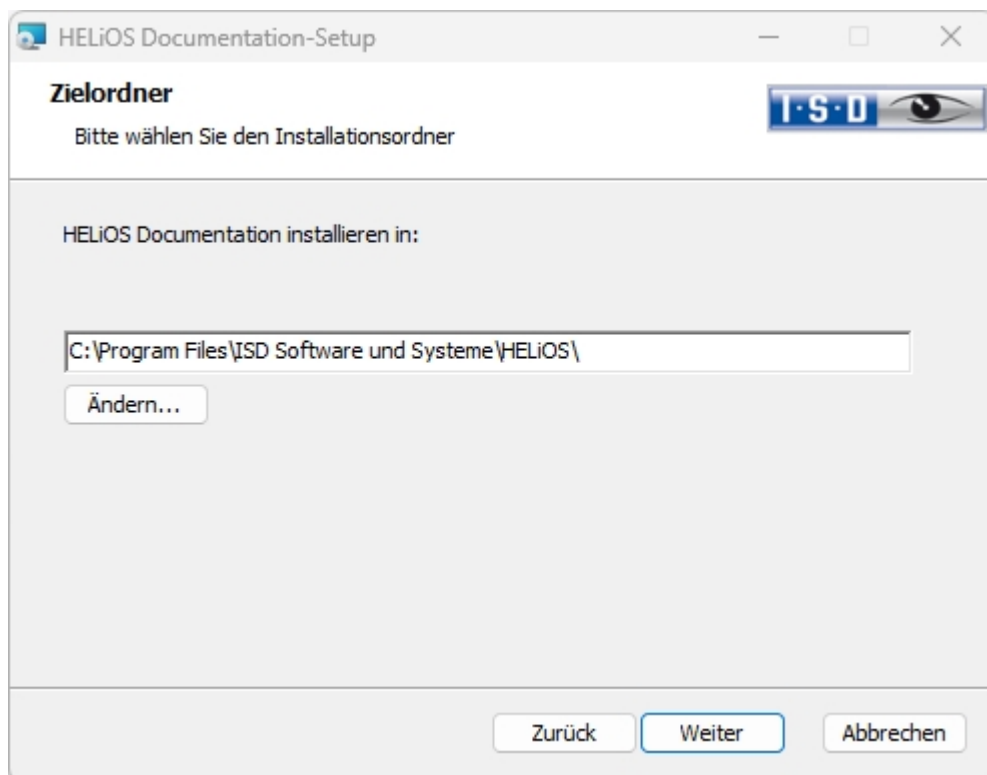 HELiOS Documentation-Setup
Zielordner
I·S·D
Bitte wählen Sie den Installationsordner
HELiOS Documentation installieren in:
C:\Program Files\ISD Software und Systeme\HELiOS\
Ändern...
Zurück
Weiter
Abbrechen